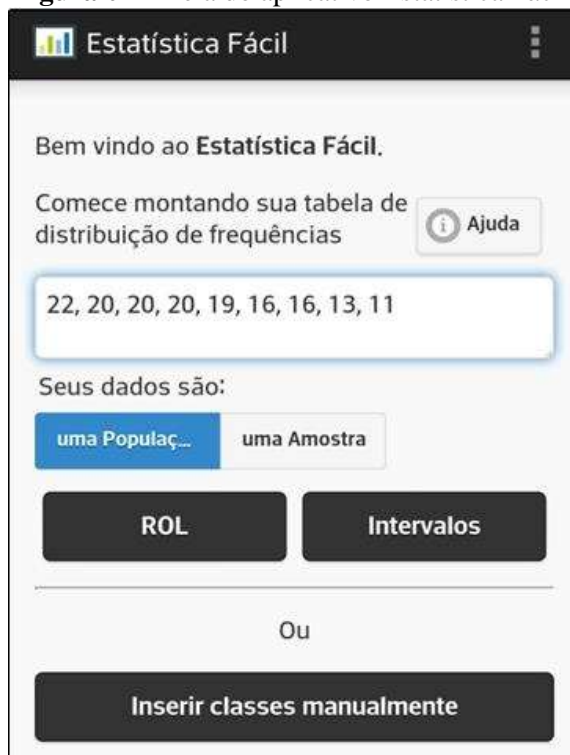 Estatística Fácil
Bem vindo ao Estatística Fácil.
Comece montando sua tabela de
distribuição de frequências
Ajuda
22, 20, 20, 20, 19, 16, 16, 13, 11
Seus dados são:
uma Populaç...
uma Amostra
ROL
Intervalos
Ou
Inserir classes manualmente